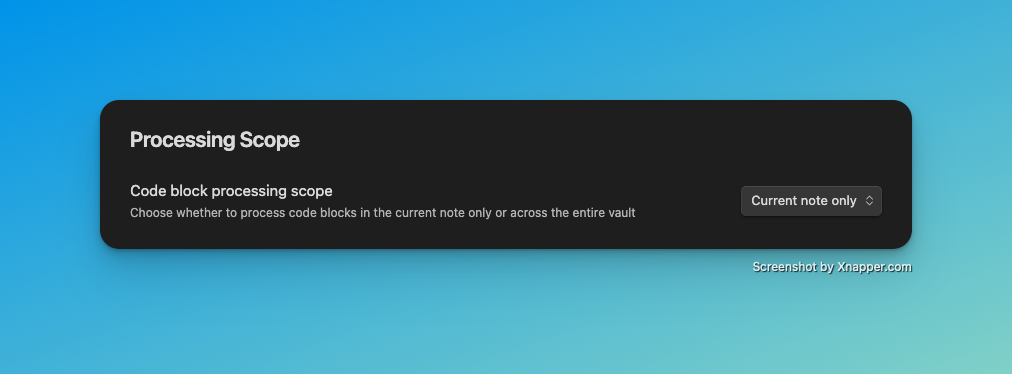 Processing Scope
Code block processing scope
Choose whether to process code blocks in the current note only or across the entire vault
Current note only
Screenshot by Xnapper.com